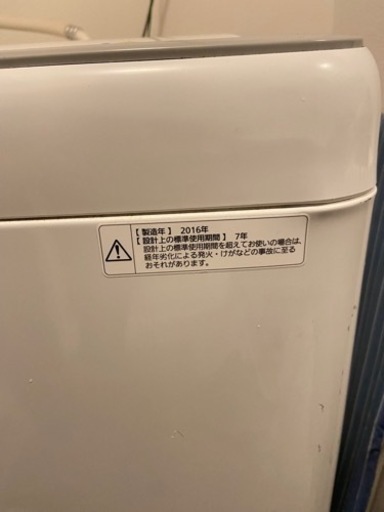 【 製造年 】 2016年
【 設計上の標準使用期間 】 7年
設計上の標準使用期間を超えてお使いの場合は、
経年劣化による発火・けがなどの事故に至る
おそれがあります。